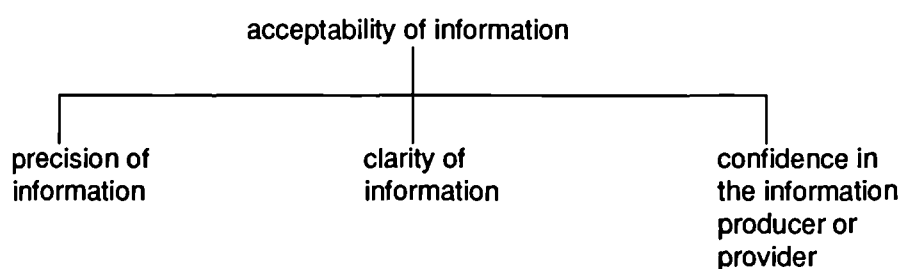 acceptability of information
precision of
information
clarity of
information
confidence in
the information
producer or
provider